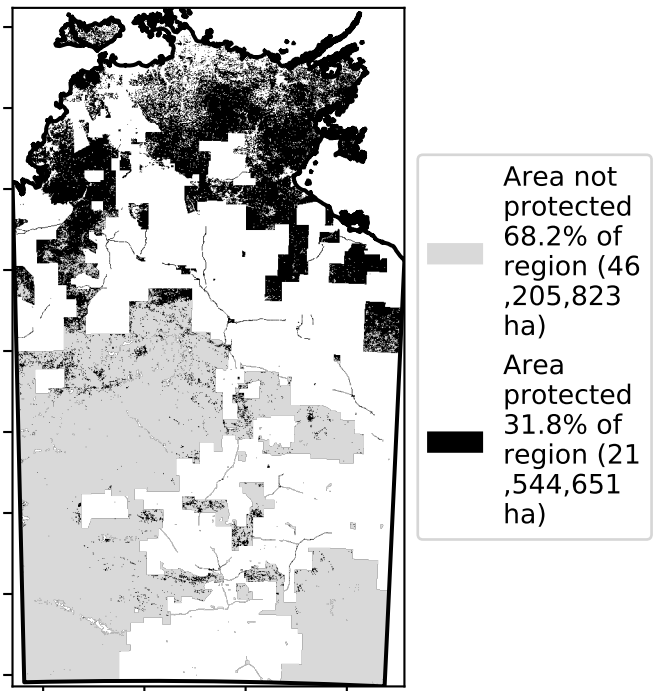 Area not
protected
68.2% of
region (46
,205,823
ha)
Area
protected
31.8% of
region (21
,544,651
ha)